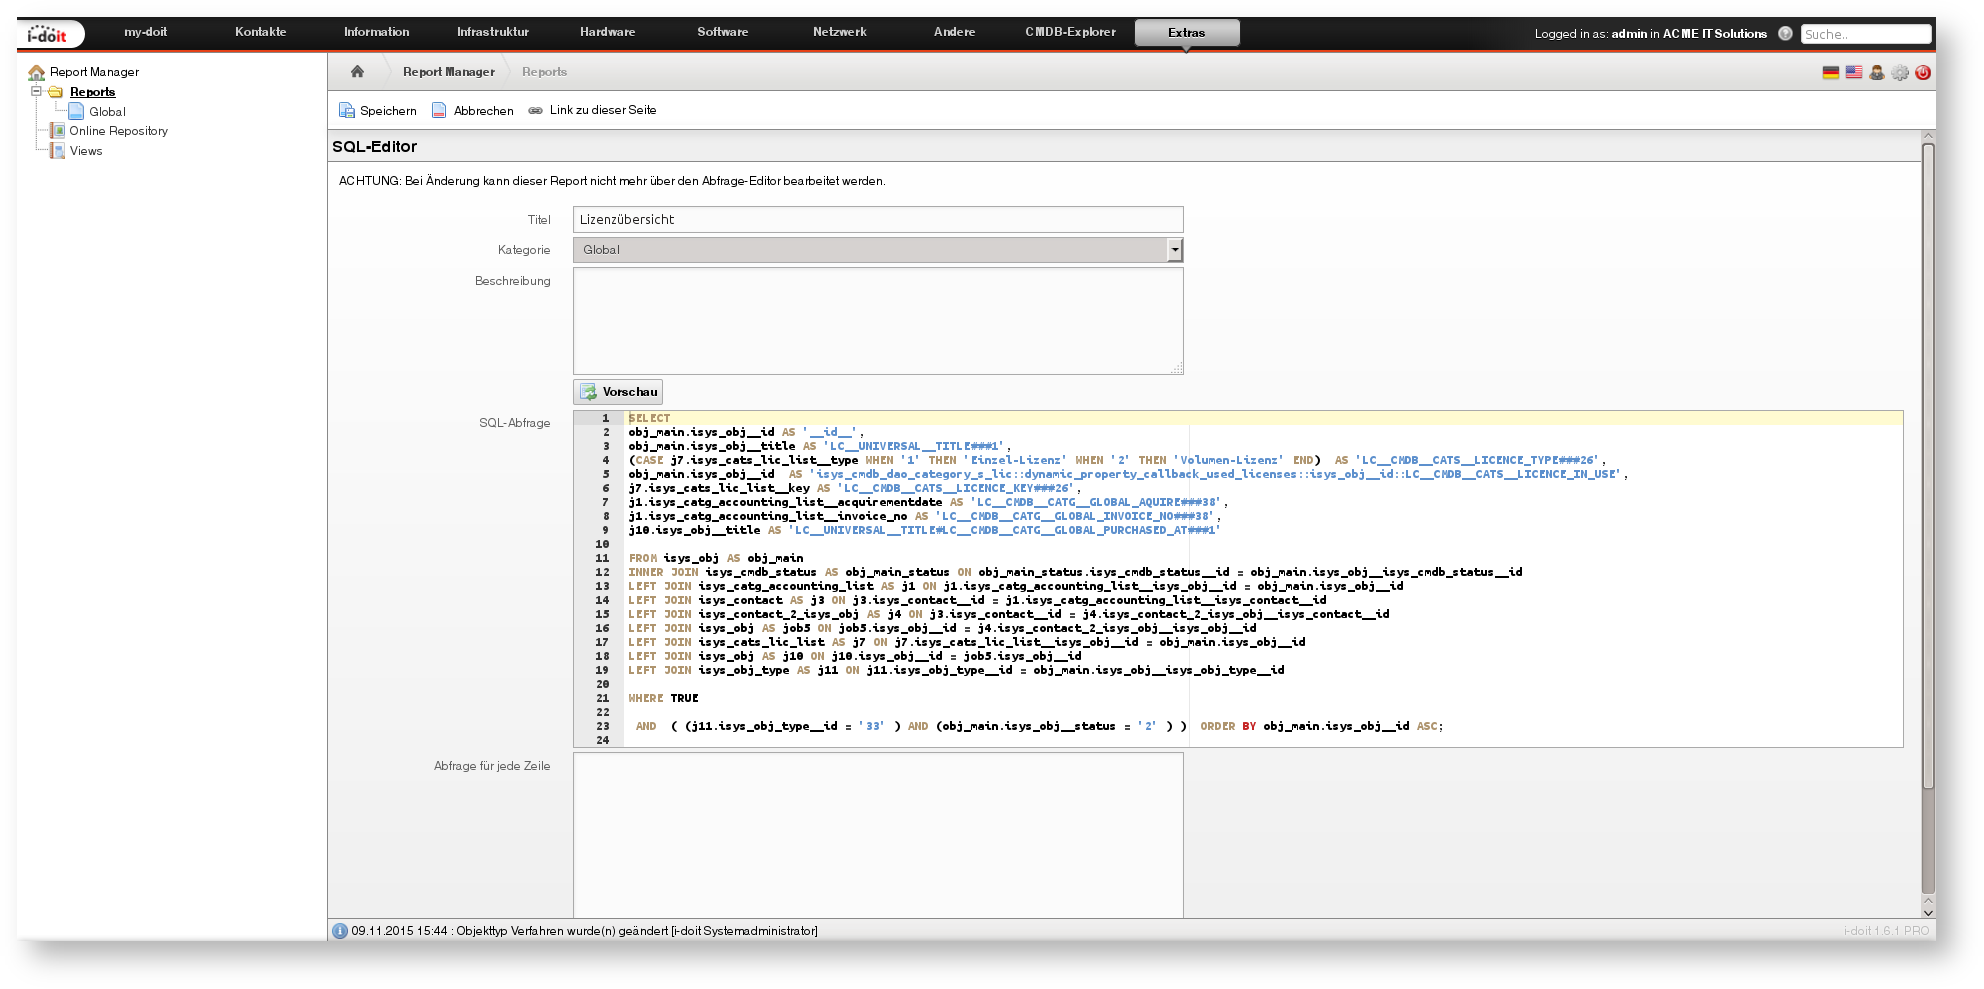 i-doit my-doit Kontakte Information Infrastruktur Hardware Software Netzwerk Andere CMDB-Explorer Extras Logged in as: admin in ACME IT Solutions ? Suche..
Report Manager
Reports
Global
Online Repository
Views
Report Manager Reports
Speichern Abbrechen Link zu dieser Seite
SQL-Editor
ACHTUNG: Bei Änderung kann dieser Report nicht mehr über den Abfrage-Editor bearbeitet werden.
Titel Lizenzübersicht
Kategorie Global
Beschreibung
Vorschau
SQL-Abfrage
1 SELECT
2 obj_main.isys_obj__id AS '__id__',
3 obj_main.isys_obj__title AS 'LC__UNIVERSAL__TITLE###1',
4 (CASE j7.isys_cats_lic_list__type WHEN '1' THEN 'Einzel-Lizenz' WHEN '2' THEN 'Volumen-Lizenz' END)  AS 'LC__CMDB__CATS__LICENCE_TYPE###26',
5 obj_main.isys_obj__id  AS 'isys_cmdb_dao_category_s_lic::dynamic_property_callback_used_licenses::isys_obj__id::LC__CMDB__CATS__LICENCE_IN_USE',
6 j7.isys_cats_lic_list__key AS 'LC__CMDB__CATS__LICENCE_KEY###26',
7 j1.isys_catg_accounting_list__acquirementdate AS 'LC__CMDB__CATG__GLOBAL_AQUIRE###38',
8 j1.isys_catg_accounting_list__invoice_no AS 'LC__CMDB__CATG__GLOBAL_INVOICE_NO###38',
9 j10.isys_obj__title AS 'LC__UNIVERSAL__TITLE#LC__CMDB__CATG__GLOBAL_PURCHASED_AT###1'
10
11 FROM isys_obj AS obj_main
12 INNER JOIN isys_cmdb_status AS obj_main_status ON obj_main_status.isys_cmdb_status__id = obj_main.isys_obj__isys_cmdb_status__id
13 LEFT JOIN isys_catg_accounting_list AS j1 ON j1.isys_catg_accounting_list__isys_obj__id = obj_main.isys_obj__id
14 LEFT JOIN isys_contact AS j3 ON j3.isys_contact__id = j1.isys_catg_accounting_list__isys_contact__id
15 LEFT JOIN isys_contact_2_isys_obj AS j4 ON j3.isys_contact__id = j4.isys_contact_2_isys_obj__isys_contact__id
16 LEFT JOIN isys_obj AS job5 ON job5.isys_obj__id = j4.isys_contact_2_isys_obj__isys_obj__id
17 LEFT JOIN isys_cats_lic_list AS j7 ON j7.isys_cats_lic_list__isys_obj__id = obj_main.isys_obj__id
18 LEFT JOIN isys_obj AS j10 ON j10.isys_obj__id = job5.isys_obj__id
19 LEFT JOIN isys_obj_type AS j11 ON j11.isys_obj_type__id = obj_main.isys_obj__isys_obj_type__id
20
21 WHERE TRUE
22
23 AND  ( (j11.isys_obj_type__id = '33' ) AND (obj_main.isys_obj__status = '2' ) )  ORDER BY obj_main.isys_obj__id ASC;
24
Abfrage für jede Zeile
09.11.2015 15:44 : Objekttyp Verfahren wurde(n) geändert [i-doit Systemadministrator] i-doit 1.6.1 PRO